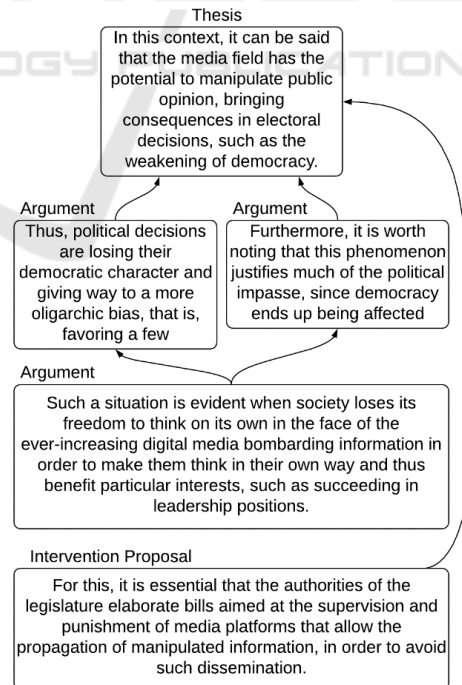 Thesis
In this context, it can be said
that the media field has the
potential to manipulate public
opinion, bringing
consequences in electoral
decisions, such as the
weakening of democracy.
Argument
Thus, political decisions
are losing their
democratic character and
giving way to a more
oligarchic bias, that is,
favoring a few
Argument
Furthermore, it is worth
noting that this phenomenon
justifies much of the political
impasse, since democracy
ends up being affected
Argument
Such a situation is evident when society loses its
freedom to think on its own in the face of the
ever-increasing digital media bombarding information in
order to make them think in their own way and thus
benefit particular interests, such as succeeding in
leadership positions.
Intervention Proposal
For this, it is essential that the authorities of the
legislature elaborate bills aimed at the supervision and
punishment of media platforms that allow the
propagation of manipulated information, in order to avoid
such dissemination.